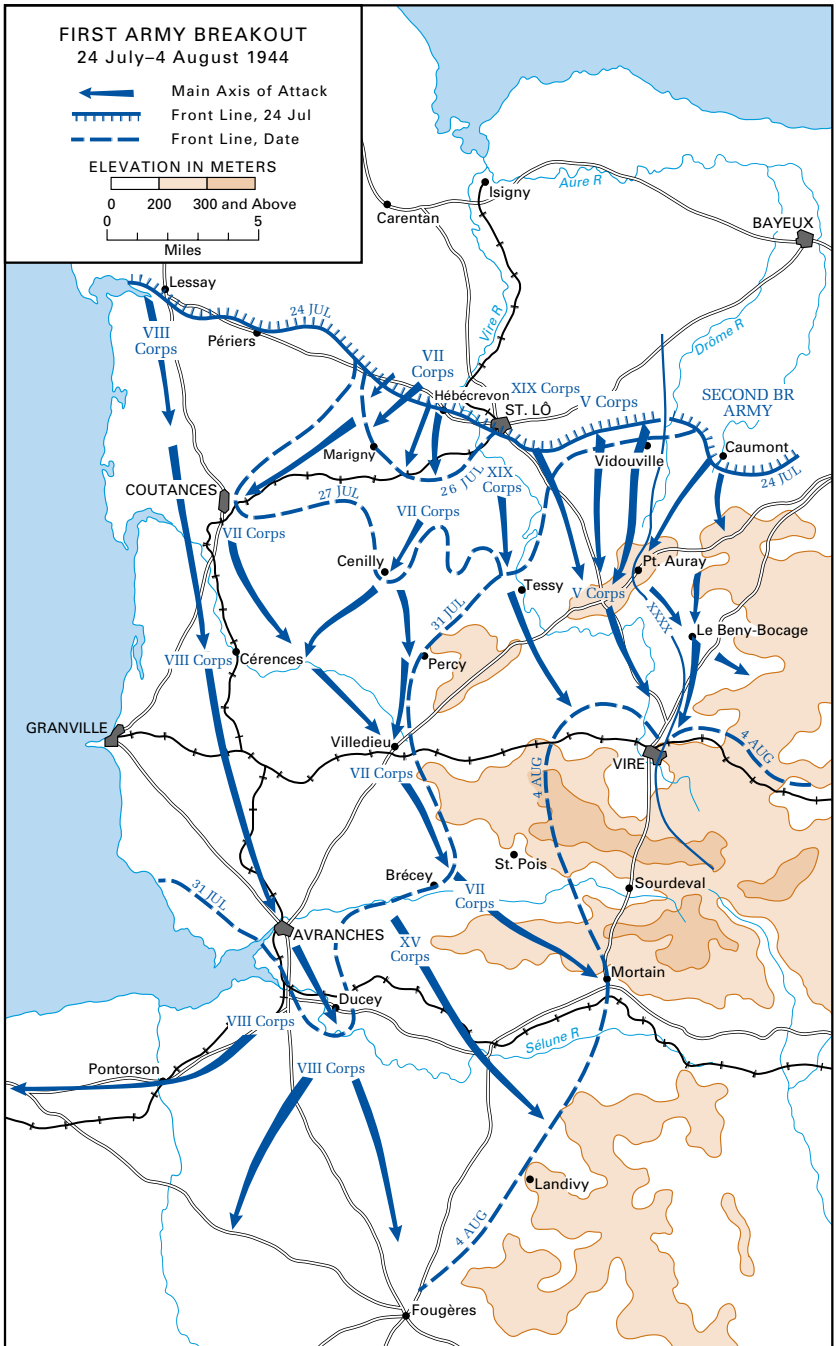 FIRST ARMY BREAKOUT
24 July–4 August 1944
Main Axis of Attack
Front Line, 24 Jul
Front Line, Date
ELEVATION IN METERS
0 200 300 and Above
0 5
Miles
Isigny
Aure R
Carentan
BAYEUX
Lessay
24 JUL
Vire R
VIII
Corps
Périers
Drôme R
VII
Corps
XIX Corps
Hébécrevon
ST. LÔ
V Corps
SECOND BR
ARMY
Marigny
Vidouville
Caumont
26 JUL
24 JUL
XIX
Corps
COUTANCES
27 JUL
VII Corps
VII Corps
Cenilly
Pt. Auray
Tessy
V Corps
31 JUL
XXXX
Le Beny-Bocage
VIII Corps
Cérences
Percy
GRANVILLE
Villedieu
4 AUG
VIRE
VII Corps
4 AUG
St. Pois
Brécey
Sourdeval
31 JUL
VII
Corps
AVRANCHES
XV
Corps
Mortain
Ducey
VIII Corps
Sélune R
Pontorson
VIII Corps
Landivy
4 AUG
Fougères